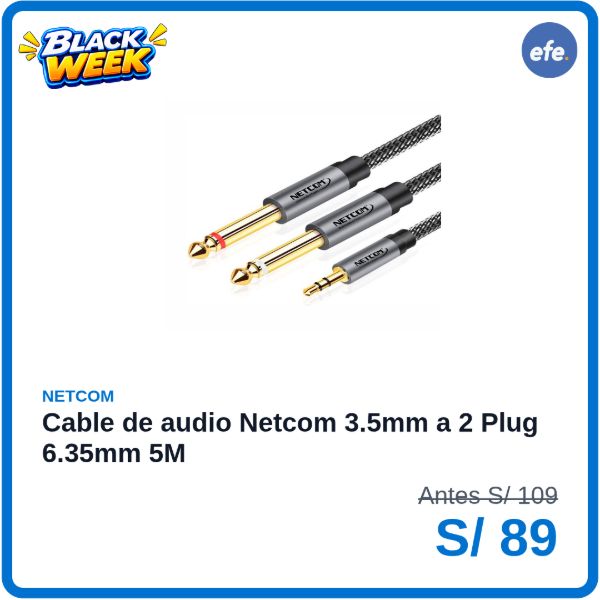 BLACK
WEEK
efe.
NETCOM
NETCOM
NETCOM
NETCOM
Cable de audio Netcom 3.5mm a 2 Plug
6.35mm 5M
Antes S/ 109
S/ 89